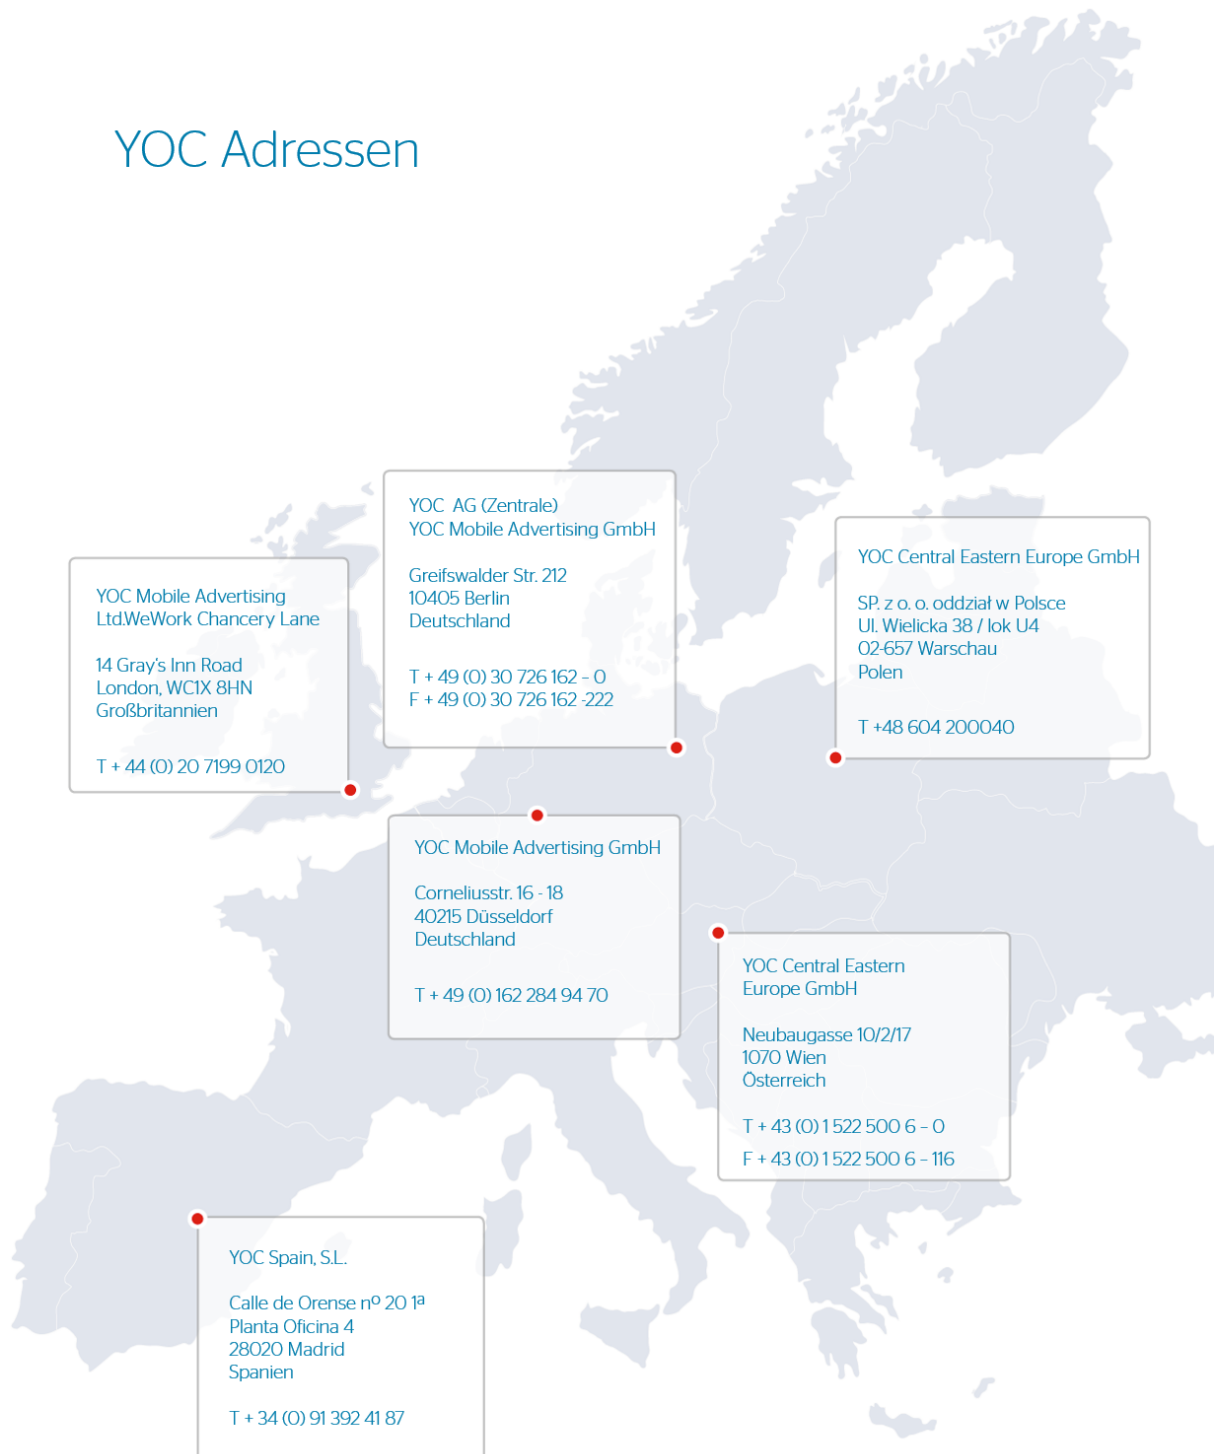 YOC Adressen
YOC AG (Zentrale)
YOC Mobile Advertising GmbH
Greifswalder Str. 212
10405 Berlin
Deutschland
T + 49 (0) 30 726 162 – 0
F + 49 (0) 30 726 162 -222
YOC Central Eastern Europe GmbH
SP. z o. o. oddział w Polsce
Ul. Wielicka 38 / lok U4
02-657 Warschau
Polen
T +48 604 200040
YOC Mobile Advertising
Ltd.WeWork Chancery Lane
14 Gray's Inn Road
London, WC1X 8HN
Großbritannien
T + 44 (0) 20 7199 0120
YOC Mobile Advertising GmbH
Corneliusstr. 16 - 18
40215 Düsseldorf
Deutschland
T + 49 (0) 162 284 94 70
YOC Central Eastern
Europe GmbH
Neubaugasse 10/2/17
1070 Wien
Österreich
T + 43 (0) 1 522 500 6 – 0
F + 43 (0) 1 522 500 6 – 116
YOC Spain, S.L.
Calle de Orense nº 20 1ª
Planta Oficina 4
28020 Madrid
Spanien
T + 34 (0) 91 392 41 87